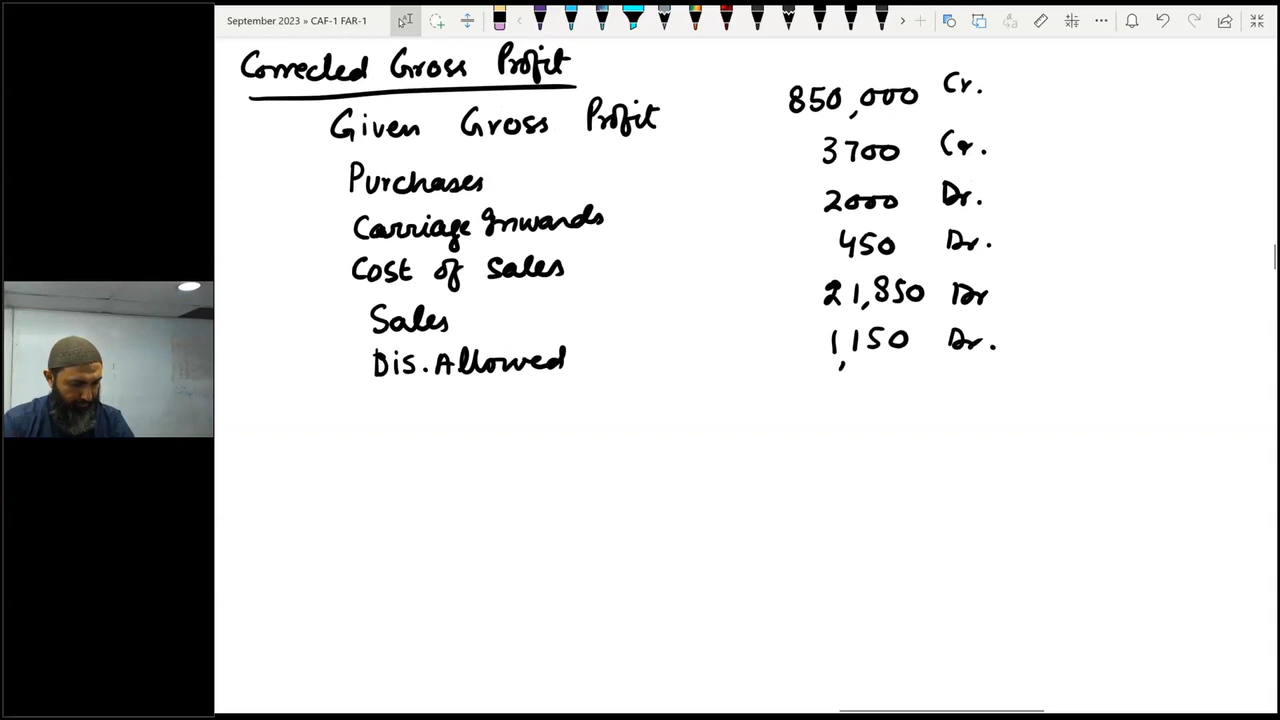 September 2023 » CAF-1 FAR-1
Corrected Gross Profit
Given Gross Profit 850,000 Cr.
Purchases 3700 Cr.
Carriage Inwards 2000 Dr.
Cost of Sales 450 Dr.
Sales 21,850 Dr
Dis. Allowed 1,150 Dr.